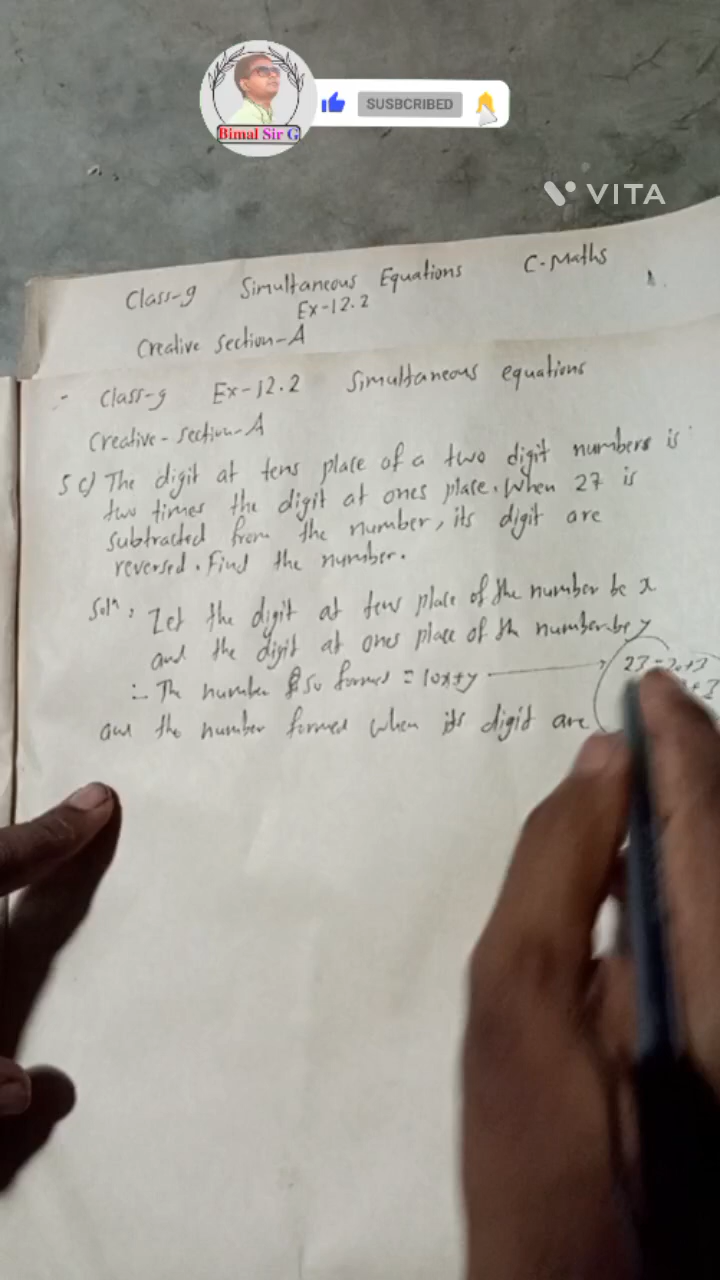 Bimal Sir G
SUSBCRIBED
VITA
Class-9 Simultaneous Equations C.Maths
Ex-12.2
Creative section-A
Class-9 Ex-12.2 Simultaneous equations
Creative-section-A
5 c) The digit at tens place of a two digit numbers is
two times the digit at ones place. When 27 is
subtracted from the number, its digit are
reversed. Find the number.
Solⁿ: Let the digit at tens place of the number be x
and the digit at ones place of the number be y
∴ The number so formed = 10x+y
23 = 20+3
and the number formed when its digit are